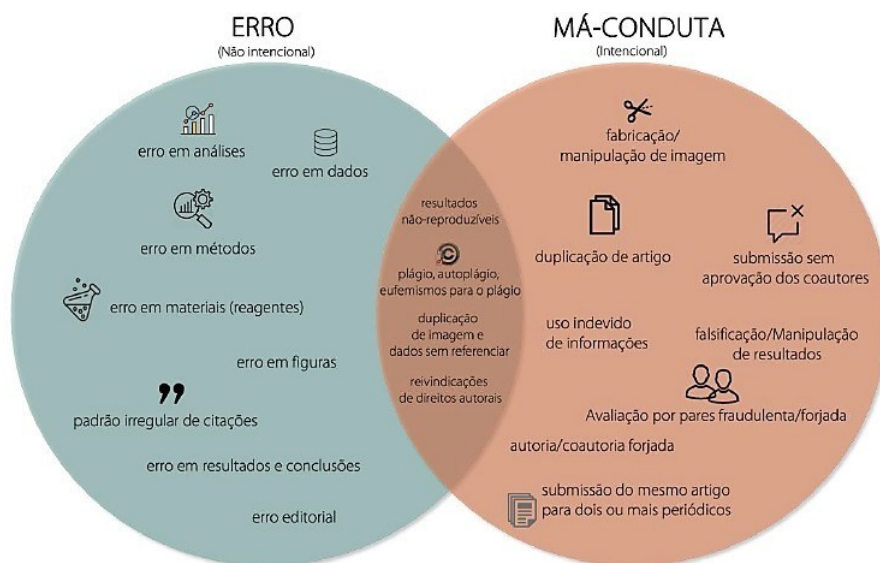 ERRO
(Não intencional)
erro em análises
erro em dados
erro em métodos
erro em materiais (reagentes)
erro em figuras
padrão irregular de citações
erro em resultados e conclusões
erro editorial
resultados
não-reproduzíveis
plágio, autoplágio,
eufemismos para o plágio
duplicação
de imagem e
dados sem referenciar
reivindicações
de direitos autorais
MÁ-CONDUTA
(Intencional)
fabricação/
manipulação de imagem
duplicação de artigo
submissão sem
aprovação dos coautores
uso indevido
de informações
falsificação/Manipulação
de resultados
Avaliação por pares fraudulenta/forjada
autoria/coautoria forjada
submissão do mesmo artigo
para dois ou mais periódicos